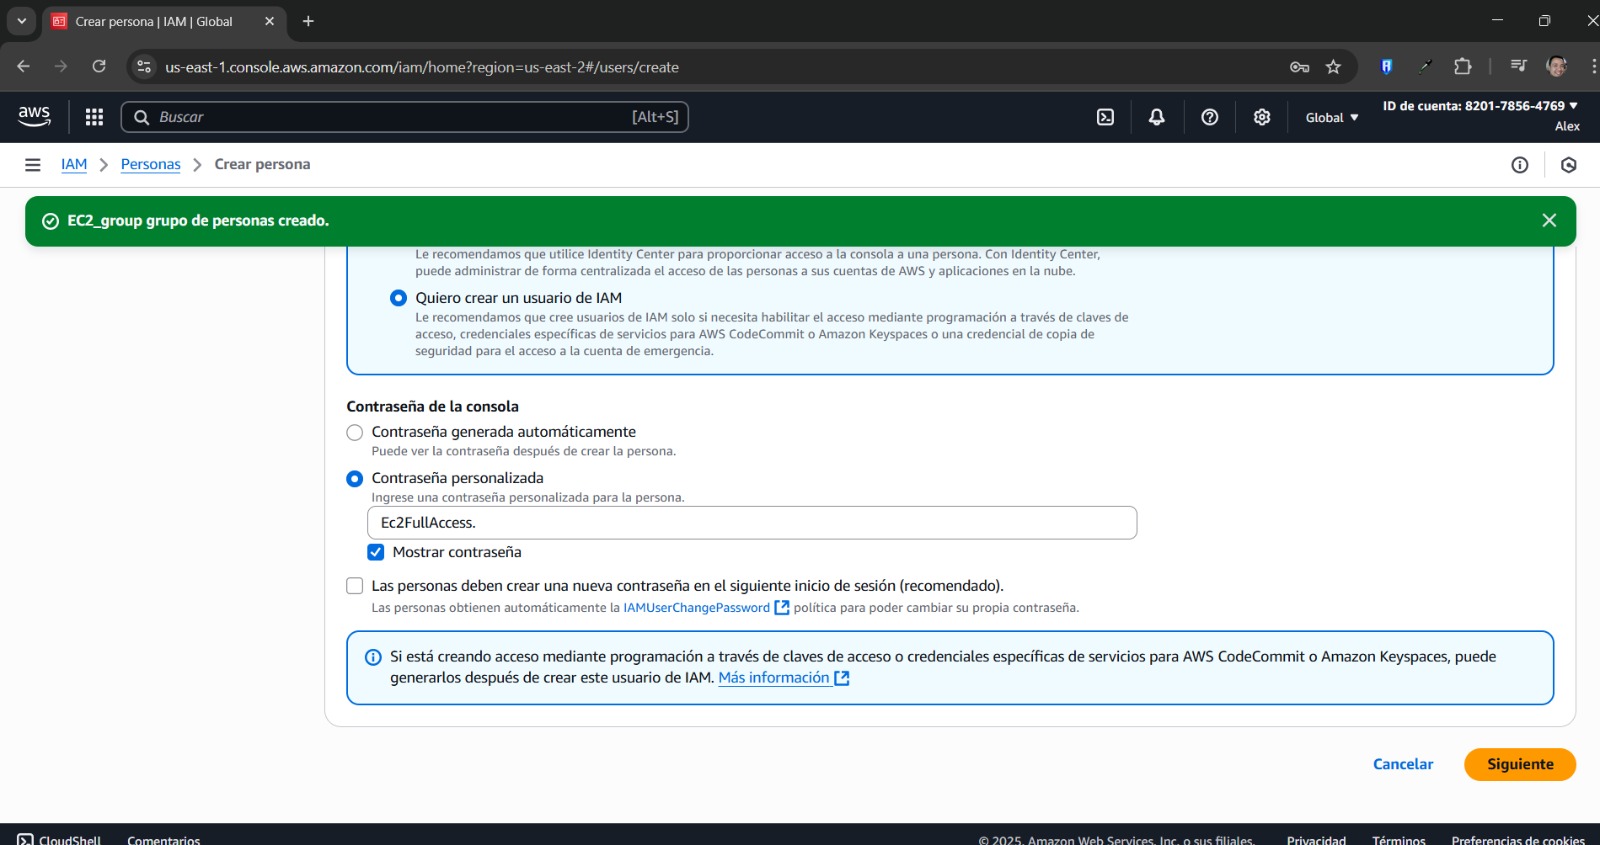 Crear persona | IAM | Global
us-east-1.console.aws.amazon.com/iam/home?region=us-east-2#/users/create
aws
Buscar
[Alt+S]
Global
ID de cuenta: 8201-7856-4769
Alex
IAM
Personas
Crear persona
EC2_group grupo de personas creado.
Le recomendamos que utilice Identity Center para proporcionar acceso a la consola a una persona. Con Identity Center,
puede administrar de forma centralizada el acceso de las personas a sus cuentas de AWS y aplicaciones en la nube.
Quiero crear un usuario de IAM
Le recomendamos que cree usuarios de IAM solo si necesita habilitar el acceso mediante programación a través de claves de
acceso, credenciales específicas de servicios para AWS CodeCommit o Amazon Keyspaces o una credencial de copia de
seguridad para el acceso a la cuenta de emergencia.
Contraseña de la consola
Contraseña generada automáticamente
Puede ver la contraseña después de crear la persona.
Contraseña personalizada
Ingrese una contraseña personalizada para la persona.
Ec2FullAccess.
Mostrar contraseña
Las personas deben crear una nueva contraseña en el siguiente inicio de sesión (recomendado).
Las personas obtienen automáticamente la IAMUserChangePassword política para poder cambiar su propia contraseña.
Si está creando acceso mediante programación a través de claves de acceso o credenciales específicas de servicios para AWS CodeCommit o Amazon Keyspaces, puede
generarlos después de crear este usuario de IAM. Más información
Cancelar
Siguiente
CloudShell
Comentarios
© 2025, Amazon Web Services, Inc. o sus filiales.
Privacidad
Términos
Preferencias de cookies